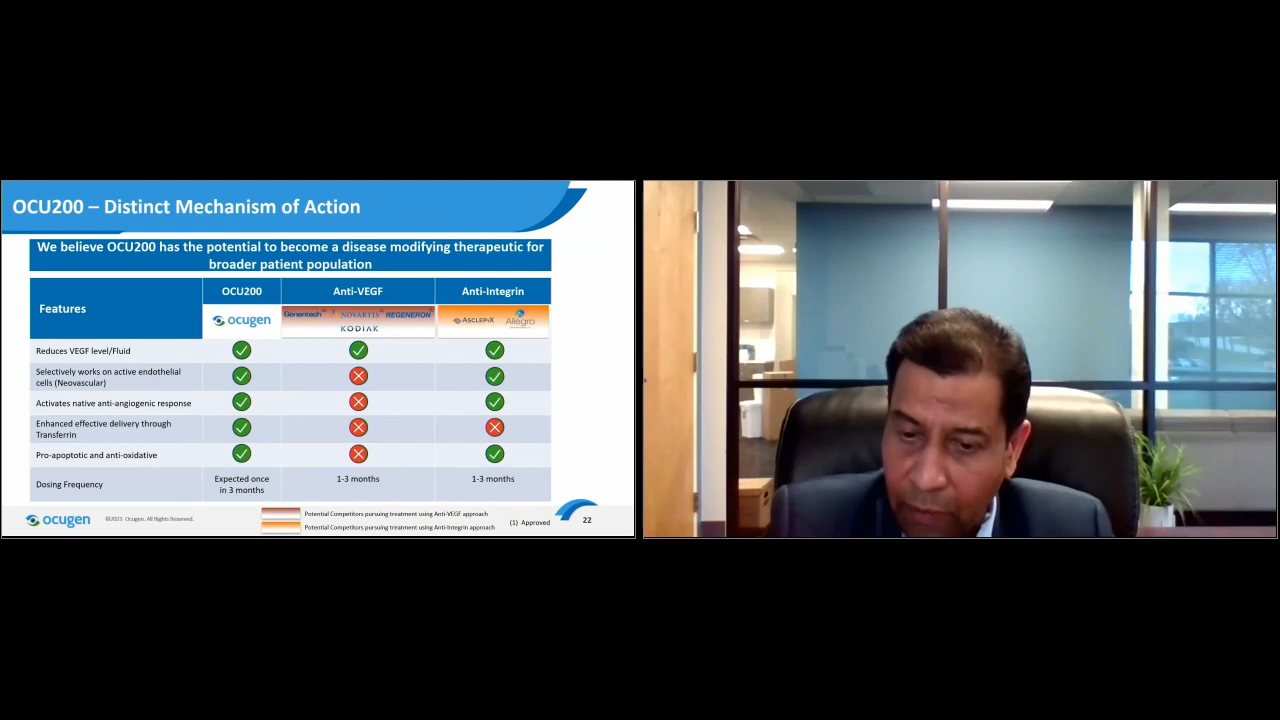 OCU200 – Distinct Mechanism of Action
We believe OCU200 has the potential to become a disease modifying therapeutic for
broader patient population
Features
OCU200
Anti-VEGF
Anti-Integrin
ocugen
Genentech
NOVARTIS
REGENERON
KODIAK
ASCLEPIX
Allegro
Reduces VEGF level/Fluid
Selectively works on active endothelial
cells (Neovascular)
Activates native anti-angiogenic response
Enhanced effective delivery through
Transferrin
Pro-apoptotic and anti-oxidative
Dosing Frequency
Expected once
in 3 months
1-3 months
1-3 months
ocugen
©2021 Ocugen. All Rights Reserved.
Potential Competitors pursuing treatment using Anti-VEGF approach
Potential Competitors pursuing treatment using Anti-Integrin approach
(1) Approved
22